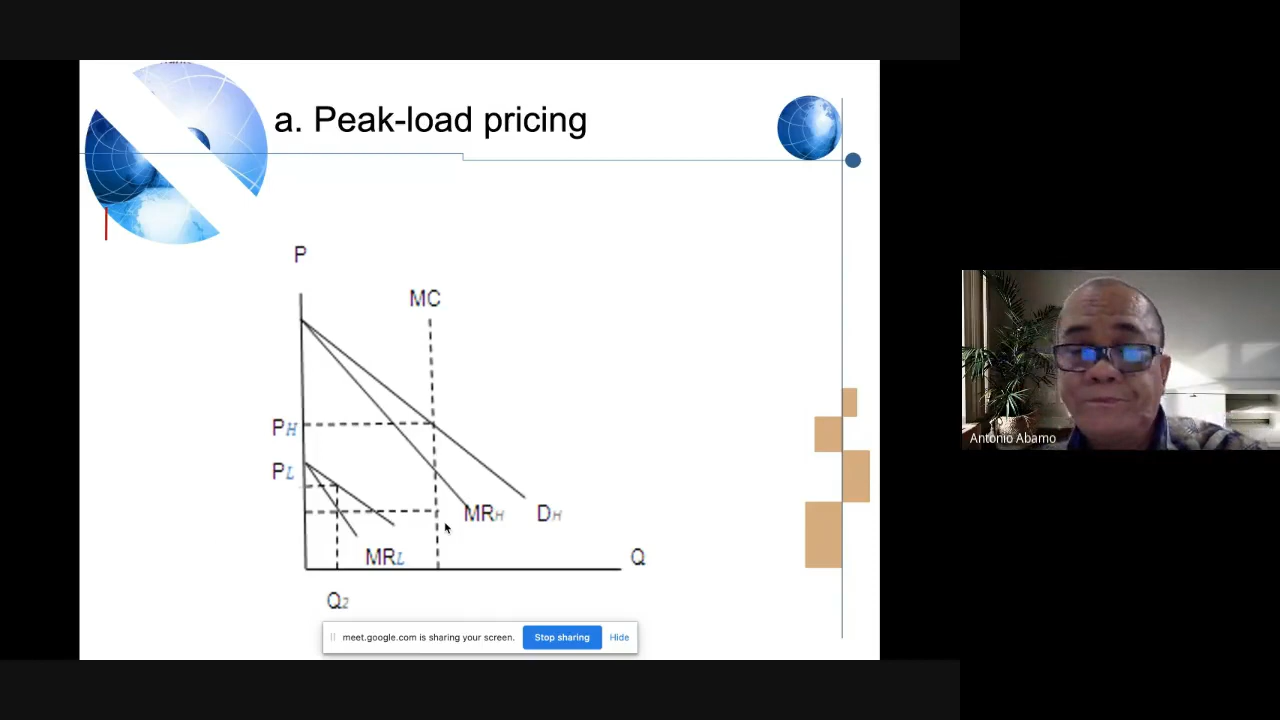 a. Peak-load pricing
P
MC
PH
PL
MRH
DH
MRL
Q
Q2
meet.google.com is sharing your screen.
Stop sharing
Hide
Antonio Abamo